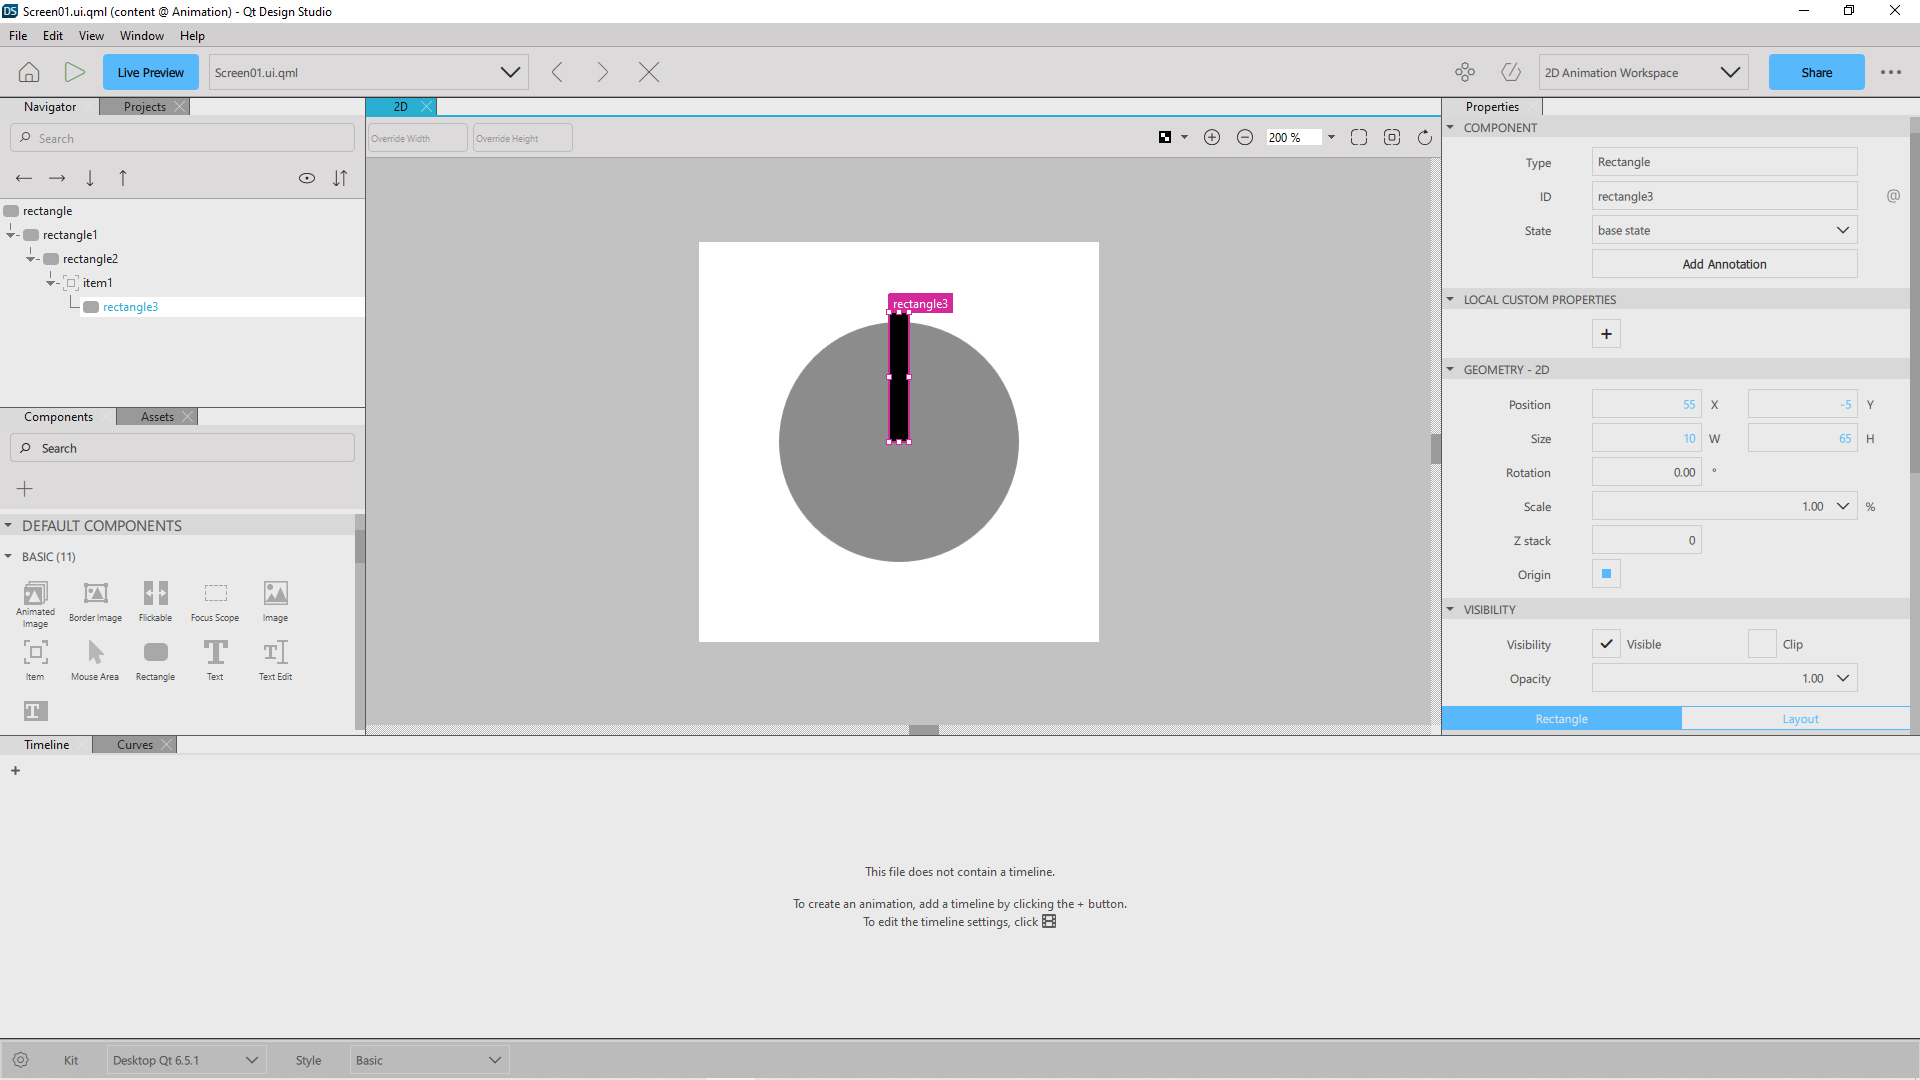 DS Screen01.ui.qml (content @ Animation) - Qt Design Studio
File Edit View Window Help
Live Preview Screen01.ui.qml 2D Animation Workspace Share
Navigator Projects
Search
rectangle
rectangle1
rectangle2
item1
rectangle3
Components Assets
Search
DEFAULT COMPONENTS
BASIC (11)
Animated Image
Border Image
Flickable
Focus Scope
Image
Item
Mouse Area
Rectangle
Text
Text Edit
2D
Override Width Override Height 200 %
rectangle3
Properties
COMPONENT
Type Rectangle
ID rectangle3 @
State base state
Add Annotation
LOCAL CUSTOM PROPERTIES
+
GEOMETRY - 2D
Position 55 X -5 Y
Size 10 W 65 H
Rotation 0.00 °
Scale 1.00 %
Z stack 0
Origin
VISIBILITY
Visibility Visible Clip
Opacity 1.00
Rectangle Layout
Timeline Curves
+
This file does not contain a timeline.
To create an animation, add a timeline by clicking the + button.
To edit the timeline settings, click
Kit Desktop Qt 6.5.1 Style Basic